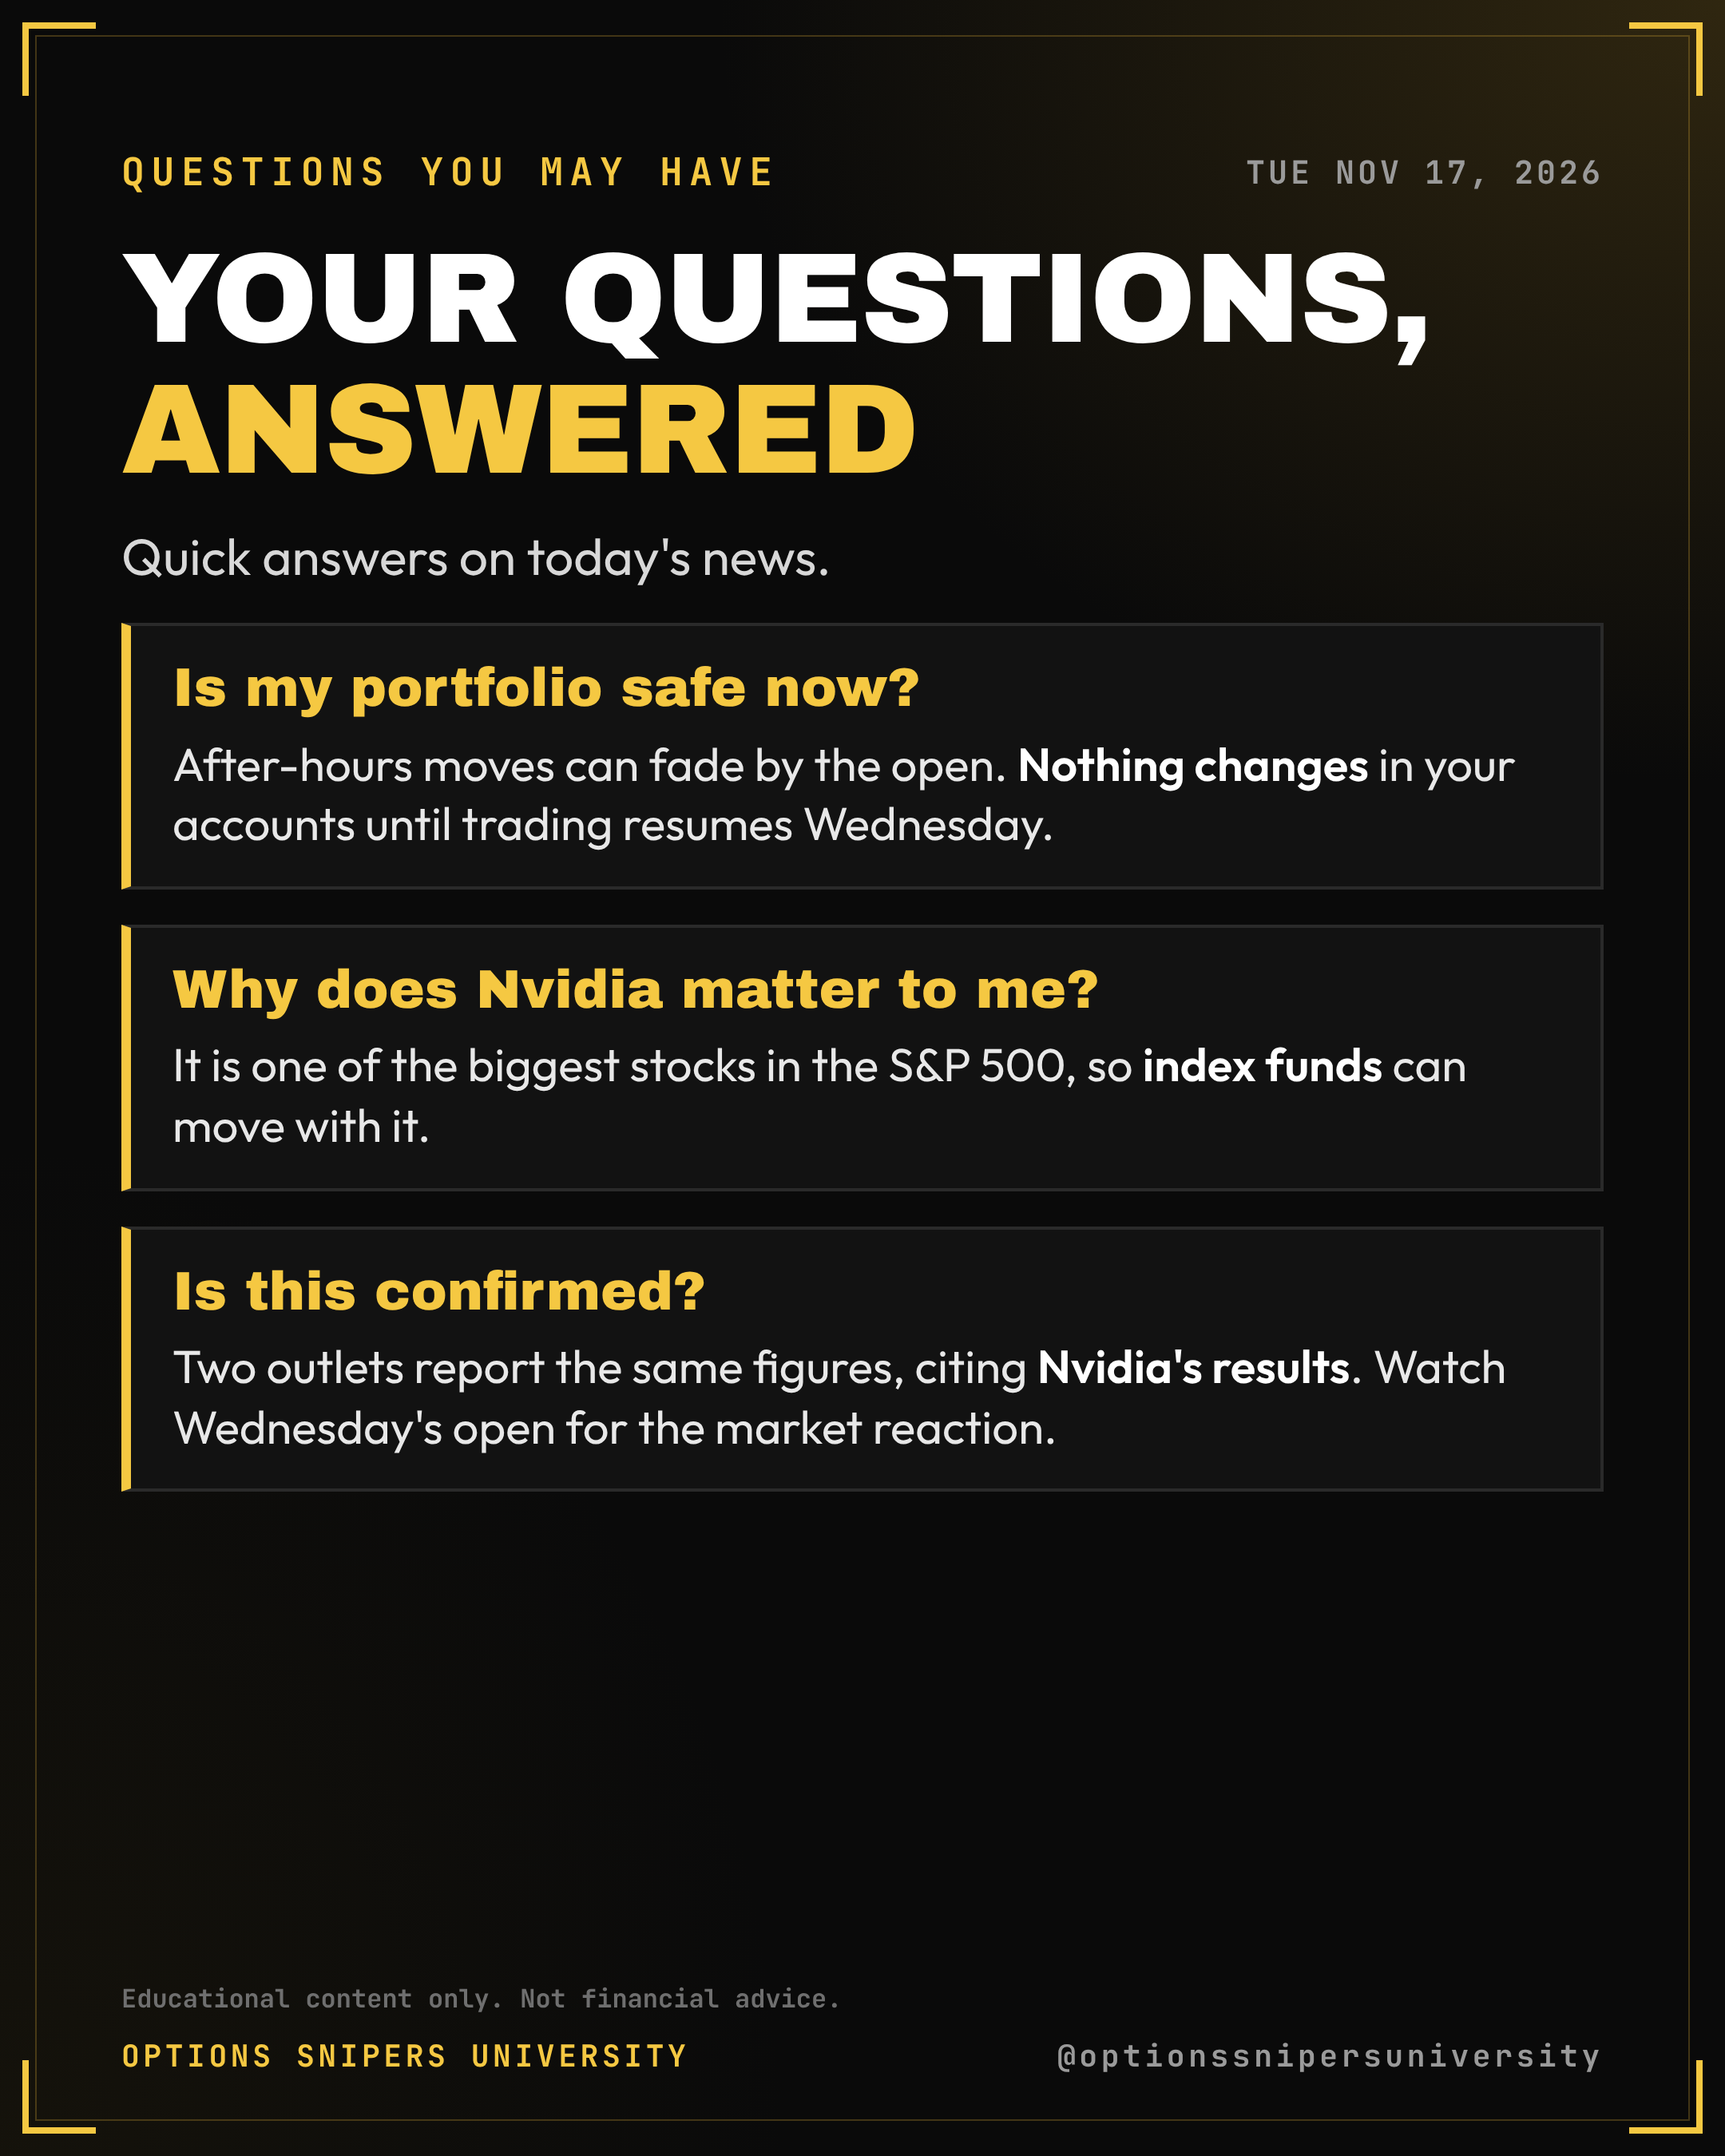 QUESTIONS YOU MAY HAVE
TUE NOV 17, 2026
YOUR QUESTIONS,
ANSWERED
Quick answers on today's news.
Is my portfolio safe now?
After-hours moves can fade by the open. Nothing changes in your
accounts until trading resumes Wednesday.
Why does Nvidia matter to me?
It is one of the biggest stocks in the S&P 500, so index funds can
move with it.
Is this confirmed?
Two outlets report the same figures, citing Nvidia's results. Watch
Wednesday's open for the market reaction.
Educational content only. Not financial advice.
OPTIONS SNIPERS UNIVERSITY
@optionssnipersuniversity